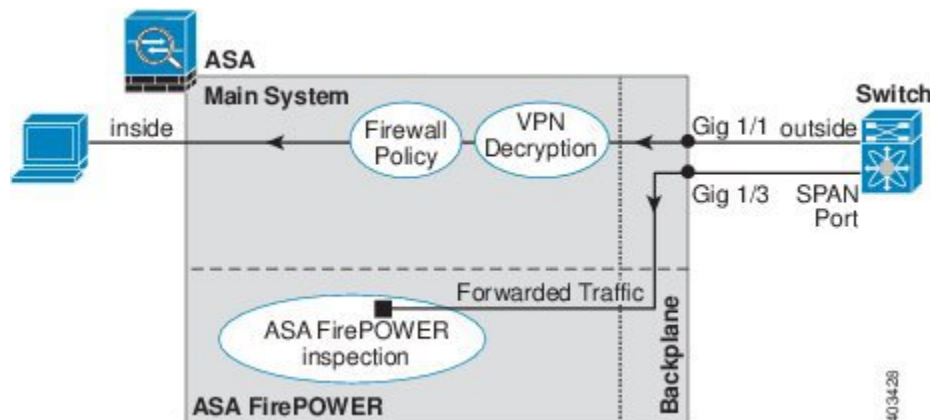 ASA
Main System
Switch
inside
Firewall
Policy
VPN
Decryption
Gig 1/1
outside
Gig 1/3
SPAN
Port
Forwarded Traffic
ASA FirePOWER
inspection
Backplane
ASA FirePOWER
403428